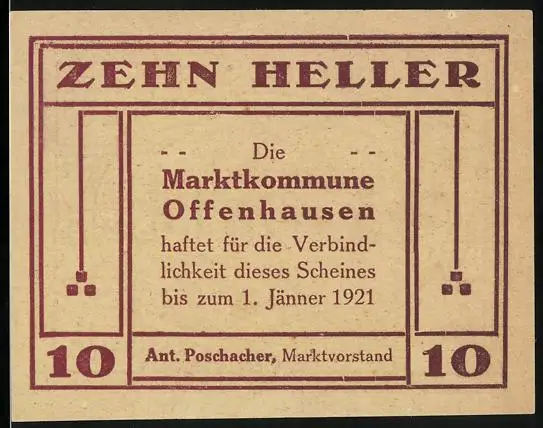 ZEHN HELLER
-- Die --
Marktkommune
Offenhausen
haftet für die Verbind-
lichkeit dieses Scheines
bis zum 1. Jänner 1921
10 Ant. Poschacher, Marktvorstand 10